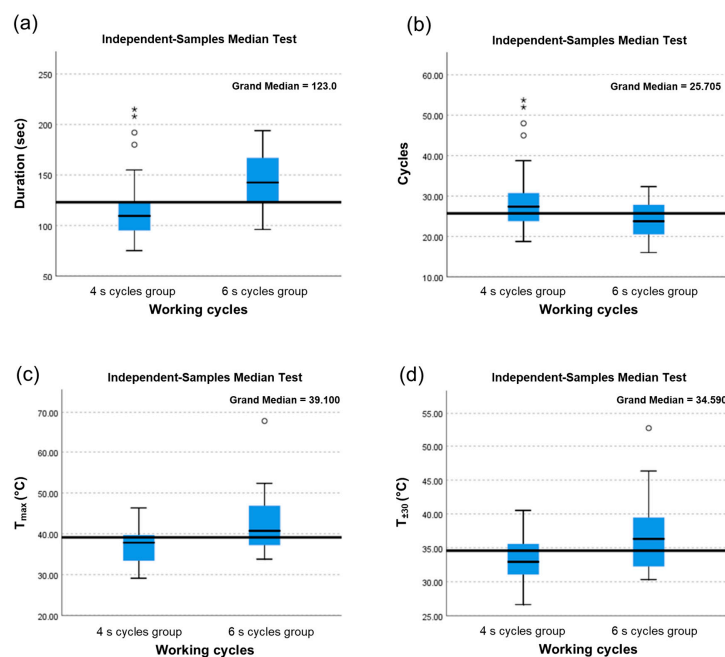 (a)
Independent-Samples Median Test
Grand Median = 123.0
Duration (sec)
250
200
150
100
50
4 s cycles group 6 s cycles group
Working cycles
(b)
Independent-Samples Median Test
Grand Median = 25.705
Cycles
60.00
50.00
40.00
30.00
20.00
10.00
4 s cycles group 6 s cycles group
Working cycles
(c)
Independent-Samples Median Test
Grand Median = 39.100
Tmax (°C)
70.00
60.00
50.00
40.00
30.00
20.00
4 s cycles group 6 s cycles group
Working cycles
(d)
Independent-Samples Median Test
Grand Median = 34.590
T±30 (°C)
55.00
50.00
45.00
40.00
35.00
30.00
25.00
4 s cycles group 6 s cycles group
Working cycles